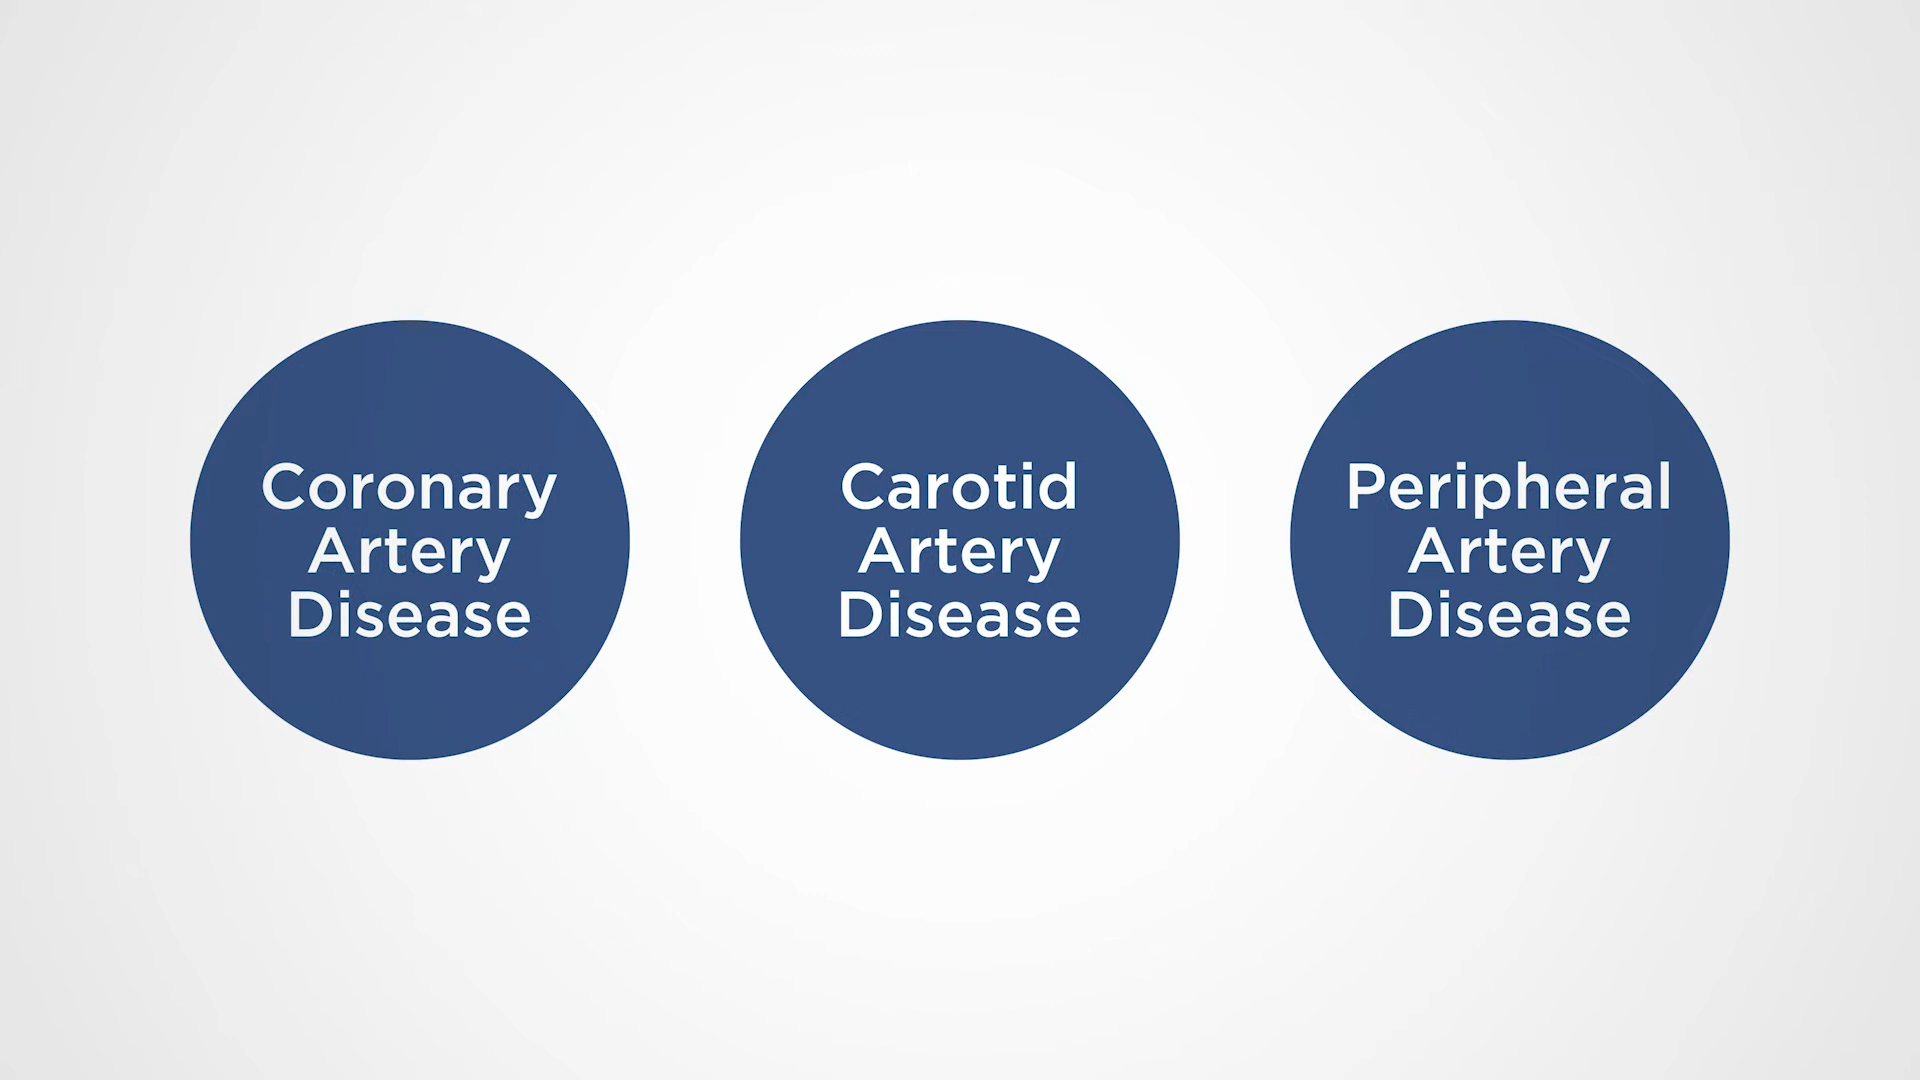 Coronary
Artery
Disease
Carotid
Artery
Disease
Peripheral
Artery
Disease